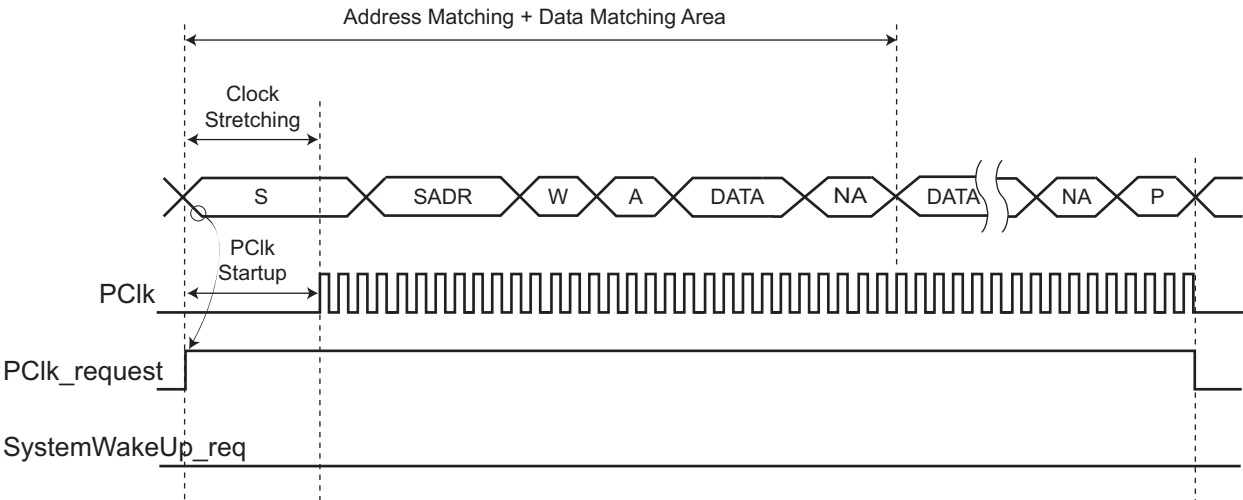 Address Matching + Data Matching Area
Clock
Stretching
S SADR W A DATA NA DATA NA P
PClk
Startup
PClk
PClk_request
SystemWakeUp_req